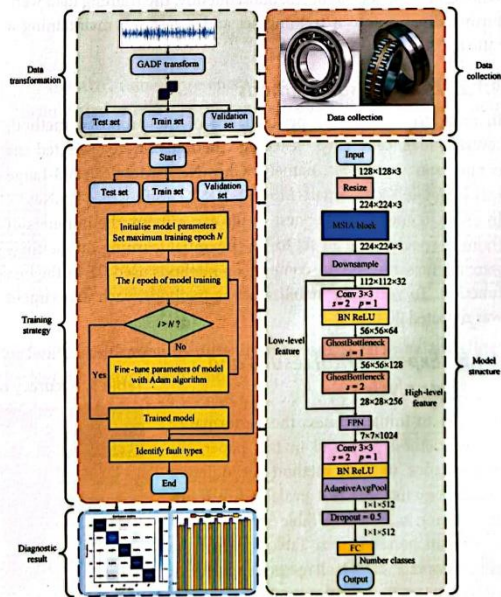 Data
transformation
GADF transform
Test set
Train set
Validation
set
Data collection
Data
collection
Training
strategy
Start
Test set
Train set
Validation
set
Initialise model parameters
Set maximum training epoch N
The i epoch of model training
i > N ?
No
Yes
Fine-tune parameters of
model with Adam algorithm
Trained model
Identify fault types
End
Diagnostic
result
Input
128×128×3
Resize
224×224×3
MSIA block
224×224×3
Downsample
112×112×32
Conv 3×3
s = 2 p = 1
BN ReLU
56×56×64
GhostBottleneck
s = 1
56×56×128
GhostBottleneck
s = 2
28×28×256
Low-level
feature
High-level
feature
FPN
7×7×1024
Conv 3×3
s = 2 p = 1
BN ReLU
AdaptiveAvgPool
1×1×512
Dropout = 0.5
1×1×512
FC
Number classes
Output
Model
structure